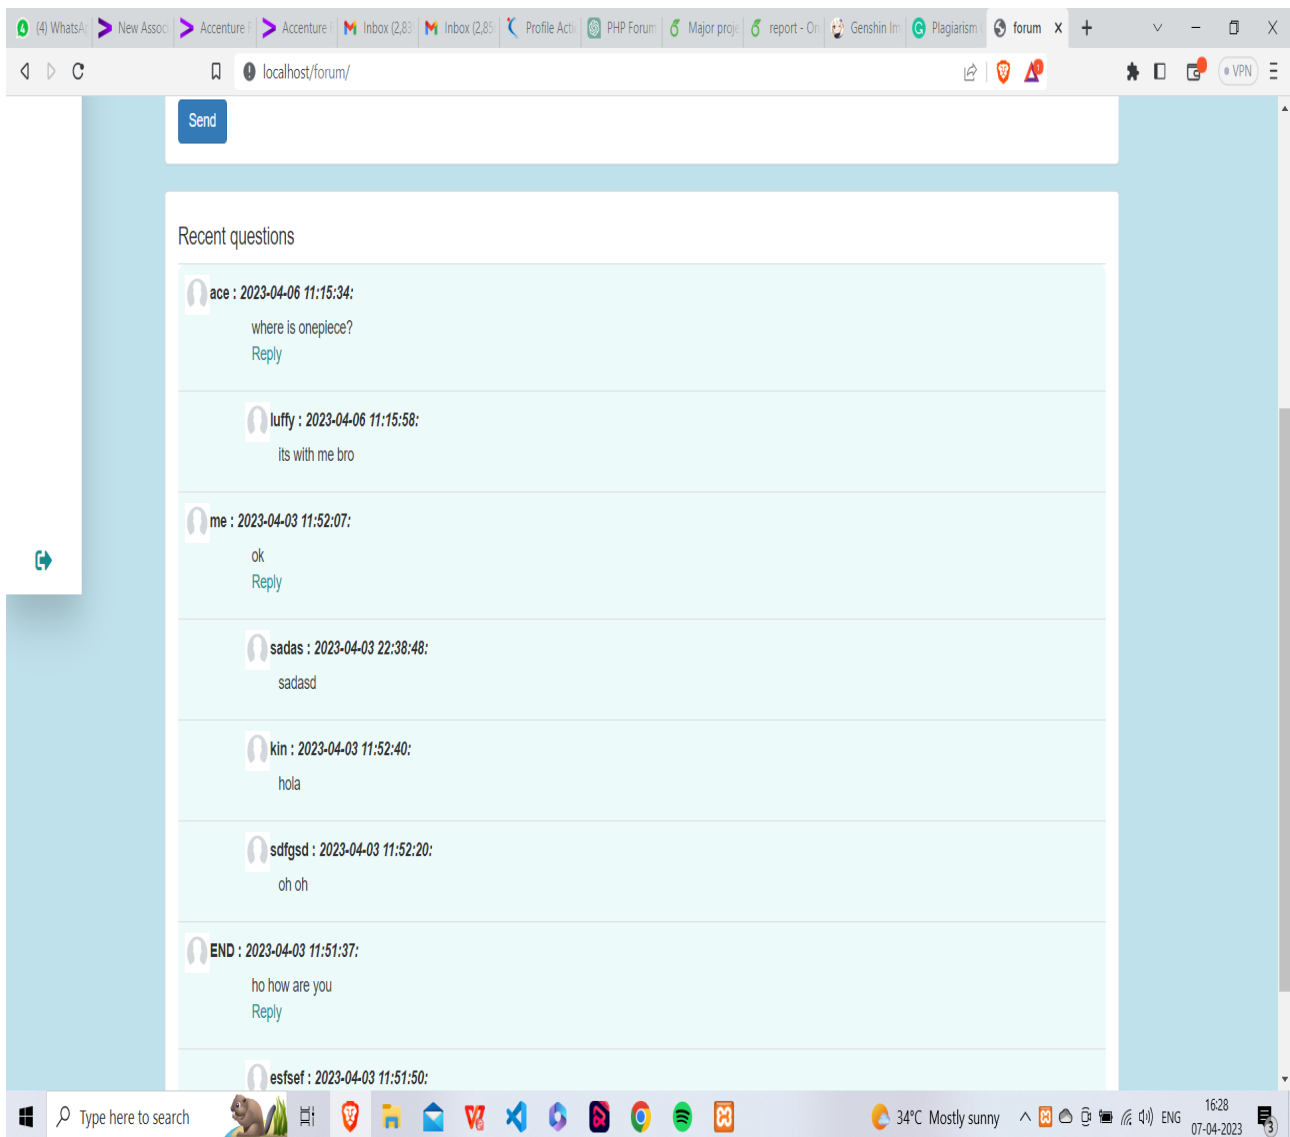 (4) WhatsA New Assoc Accenture F Accenture F Inbox (2,83 Inbox (2,85 Profile Acti PHP Forum Major proje report - On Genshin Im Plagiarism forum
localhost/forum/
VPN
Send
Recent questions
ace : 2023-04-06 11:15:34:
where is onepiece?
Reply
luffy : 2023-04-06 11:15:58:
its with me bro
me : 2023-04-03 11:52:07:
ok
Reply
sadas : 2023-04-03 22:38:48:
sadasd
kin : 2023-04-03 11:52:40:
hola
sdfgsd : 2023-04-03 11:52:20:
oh oh
END : 2023-04-03 11:51:37:
ho how are you
Reply
esfsef : 2023-04-03 11:51:50:
Type here to search
34°C Mostly sunny
ENG
16:28
07-04-2023
3